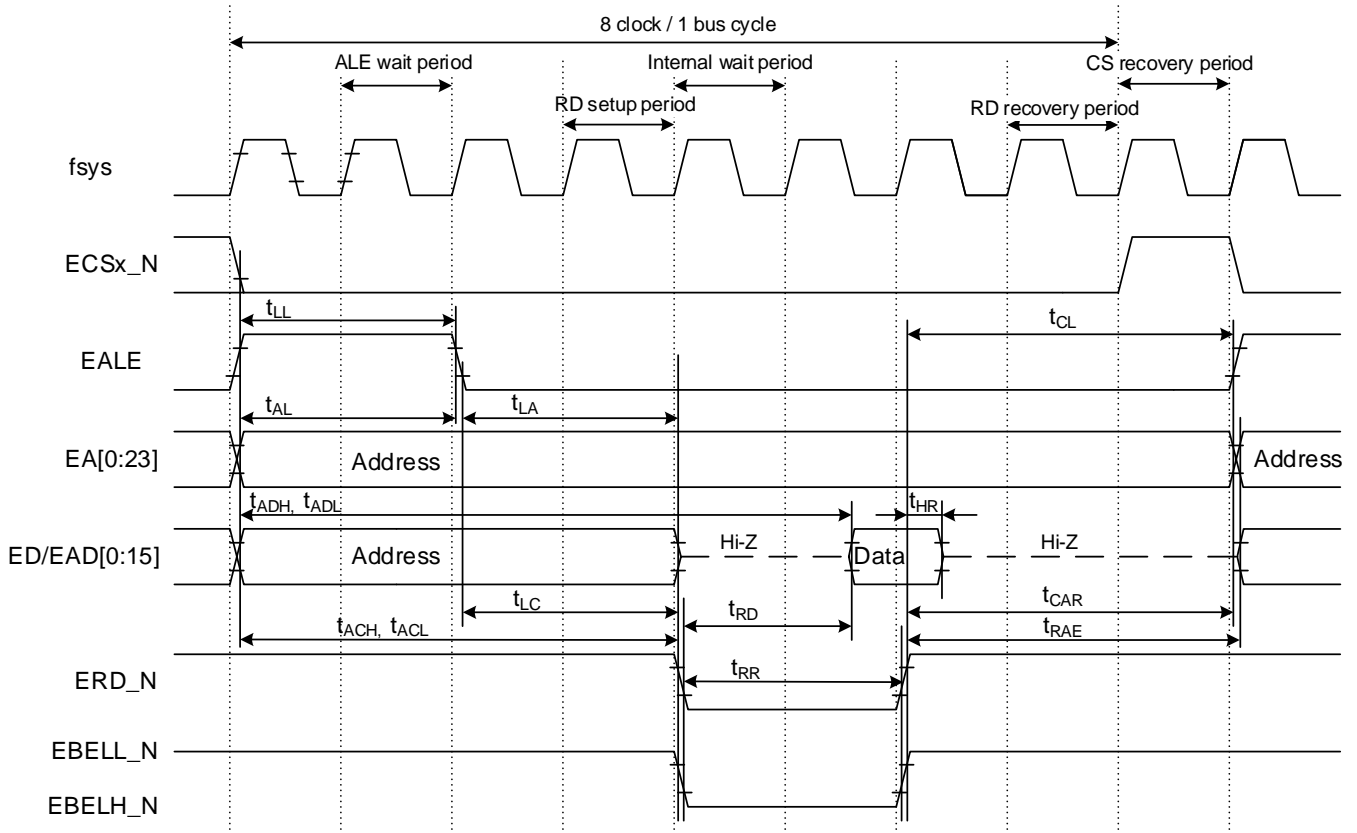 8 clock / 1 bus cycle
ALE wait period
Internal wait period
CS recovery period
RD setup period
RD recovery period
fsys
ECSx_N
tLL
tCL
EALE
tAL
tLA
EA[0:23]
Address
Address
tADH, tADL
tHR
ED/EAD[0:15]
Address
Hi-Z
Data
Hi-Z
tLC
tRD
tCAR
tACH, tACL
tRAE
ERD_N
tRR
EBELL_N
EBELH_N